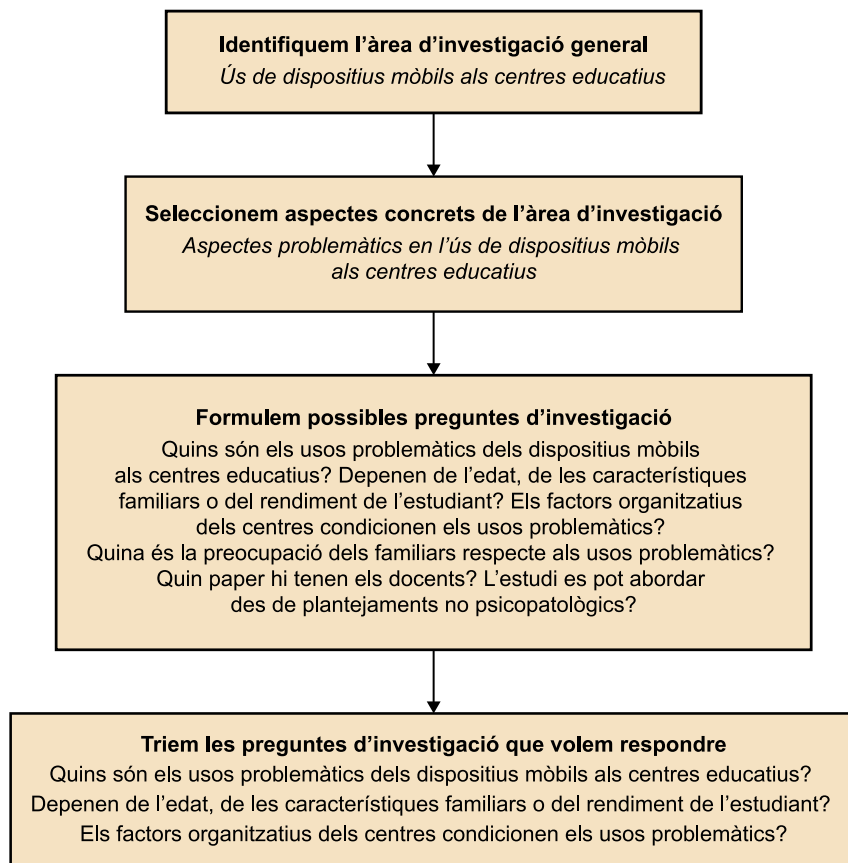 Identifiquem l’àrea d’investigació general
Ús de dispositius mòbils als centres educatius
Seleccionem aspectes concrets de l’àrea d’investigació
Aspectes problemàtics en l’ús de dispositius mòbils
als centres educatius
Formulem possibles preguntes d’investigació
Quins són els usos problemàtics dels dispositius mòbils
als centres educatius? Depenen de l’edat, de les característiques
familiars o del rendiment de l’estudiant? Els factors organitzatius
dels centres condicionen els usos problemàtics?
Quina és la preocupació dels familiars respecte als usos problemàtics?
Quin paper hi tenen els docents? L’estudi es pot abordar
des de plantejaments no psicopatològics?
Triem les preguntes d’investigació que volem respondre
Quins són els usos problemàtics dels dispositius mòbils als centres educatius?
Depenen de l’edat, de les característiques familiars o del rendiment de l’estudiant?
Els factors organitzatius dels centres condicionen els usos problemàtics?